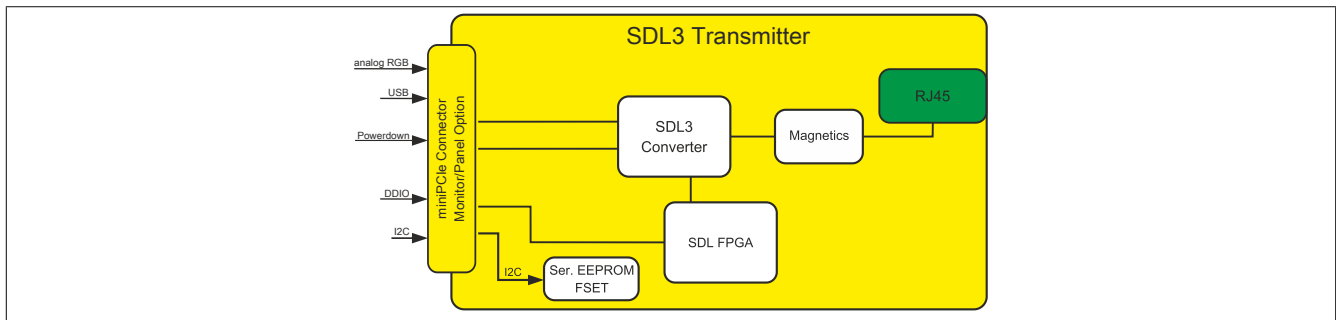 SDL3 Transmitter
analog RGB
USB
Powerdown
DDIO
I2C
miniPCIe Connector
Monitor/Panel Option
SDL3
Converter
Magnetics
RJ45
SDL FPGA
I2C
Ser. EEPROM
FSET